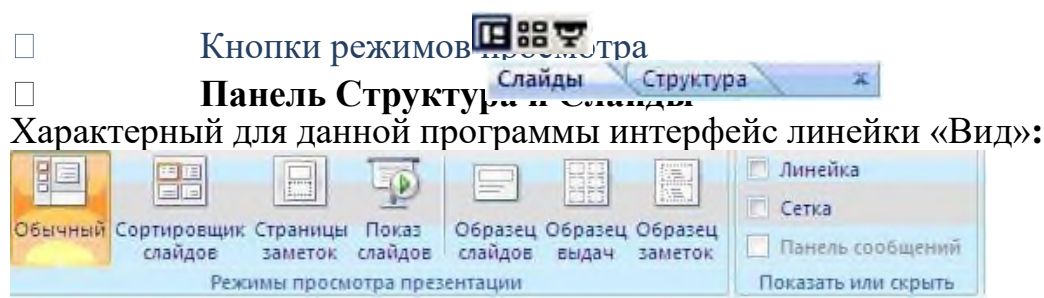 Кнопки режимов просмотра
Слайды Структура
Панель Структура и Слайды
Характерный для данной программы интерфейс линейки «Вид»:
Обычный Сортировщик слайдов Страницы заметок Показ слайдов Образец слайдов Образец выдач Образец заметок
Линейка
Сетка
Панель сообщений
Режимы просмотра презентации Показать или скрыть